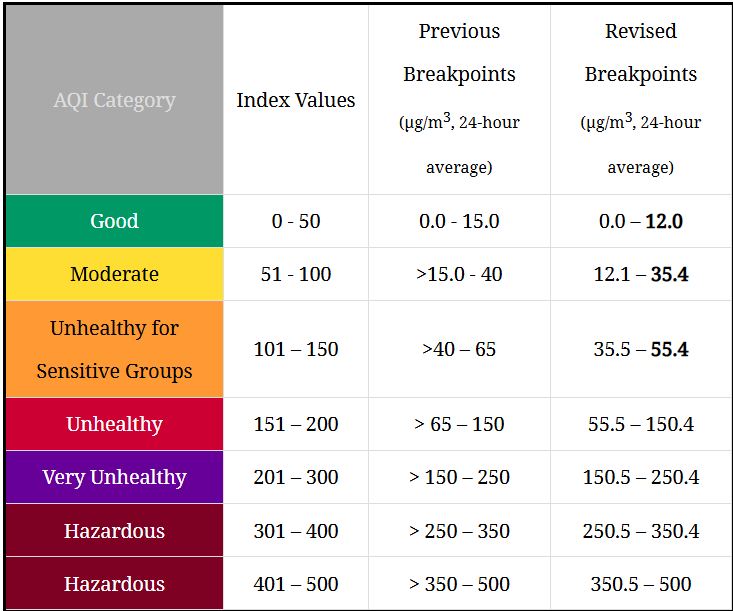 AQI Category
Index Values
Previous
Breakpoints
(µg/m³, 24-hour
average)
Revised
Breakpoints
(µg/m³, 24-hour
average)
Good 0 - 50 0.0 - 15.0 0.0 – 12.0
Moderate 51 - 100 >15.0 - 40 12.1 – 35.4
Unhealthy for
Sensitive Groups
101 – 150 >40 – 65 35.5 – 55.4
Unhealthy 151 – 200 > 65 – 150 55.5 – 150.4
Very Unhealthy 201 – 300 > 150 – 250 150.5 – 250.4
Hazardous 301 – 400 > 250 – 350 250.5 – 350.4
Hazardous 401 – 500 > 350 – 500 350.5 – 500